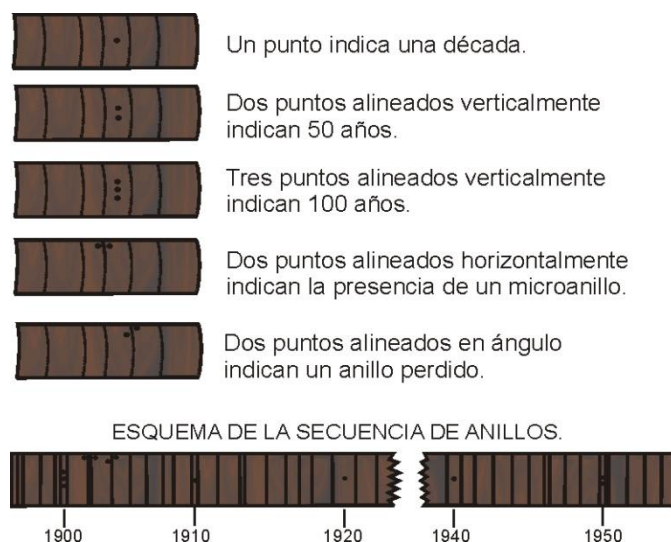 Un punto indica una década.
Dos puntos alineados verticalmente
indican 50 años.
Tres puntos alineados verticalmente
indican 100 años.
Dos puntos alineados horizontalmente
indican la presencia de un microanillo.
Dos puntos alineados en ángulo
indican un anillo perdido.
ESQUEMA DE LA SECUENCIA DE ANILLOS.
1900 1910 1920 1940 1950